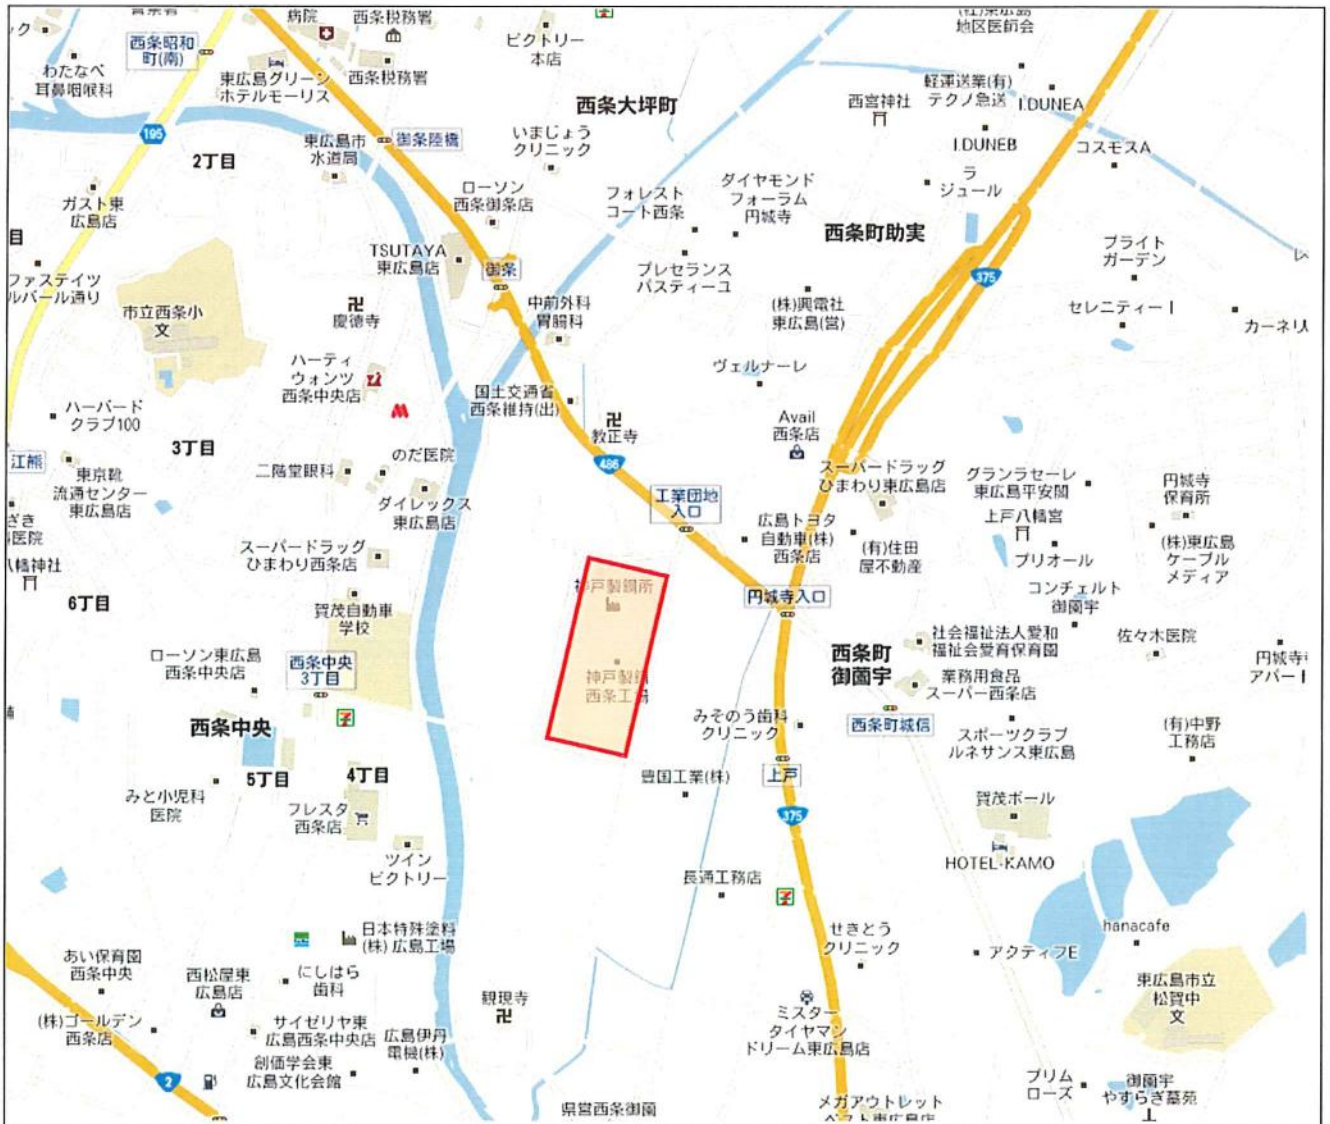 病院
西条税務署
ビクトリー
本店
地区医師会
西条昭和
町(南)
わたなべ
耳鼻咽喉科
東広島グリーン
ホテルモーリス
西条税務署
西条大坪町
西宮神社
軽運送業(有)
テクノ急送
I.DUNEA
I.DUNEB
コスモスA
195
2丁目
東広島市
水道局
御条陸橋
いまじょう
クリニック
ローソン
西条御条店
フォレスト
コート西条
ダイヤモンド
フォーラム
円城寺
ラ
ジュール
ガスト東
広島店
西条町助実
TSUTAYA
東広島店
御条
プレセランス
パスティーユ
375
ブライト
ガーデン
ファステイツ
ルバール通り
市立西条小
文
慶徳寺
中前外科
胃腸科
(株)興電社
東広島(営)
セレニティーI
ハーティ
ウォンツ
西条中央店
ヴェルナーレ
国土交通省
西条維持(出)
ハーバード
クラブ100
教正寺
Avail
西条店
3丁目
のだ医院
486
江熊
東京靴
流通センター
東広島店
二階堂眼科
ダイレックス
東広島店
工業団地
入口
スーパードラッグ
ひまわり東広島店
グランラセーレ
東広島平安閣
円城寺
保育所
広島トヨタ
自動車(株)
西条店
(有)住田
屋不動産
上戸八幡宮
プリオール
(株)東広島
ケーブル
メディア
スーパードラッグ
ひまわり西条店
八幡神社
6丁目
神戸製鋼所
円城寺入口
コンチェルト
御薗宇
賀茂自動車
学校
西条町
御薗宇
社会福祉法人愛和
福祉会愛育保育園
佐々木医院
ローソン東広島
西条中央店
西条中央
3丁目
神戸製鋼
西条工場
業務用食品
スーパー西条店
西条中央
みそのう歯科
クリニック
西条町城信
スポーツクラブ
ルネサンス東広島
(有)中野
工務店
5丁目
4丁目
豊国工業(株)
上戸
みと小児科
医院
フレスタ
西条店
375
賀茂ボール
ツイン
ビクトリー
HOTEL-KAMO
長通工務店
日本特殊塗料
(株)広島工場
せきとう
クリニック
hanacafe
アクティブE
あい保育園
西条中央
西松屋東
広島店
にしはら
歯科
東広島市立
松賀中
文
観現寺
(株)ゴールデン
西条店
サイゼリヤ東
広島西条中央店
広島伊丹
電機(株)
ミスター
タイヤマン
ドリーム東広島店
2
創価学会東
広島文化会館
プリム
ローズ
御薗宇
やすらぎ墓苑
県営西条御薗
メガアウトレット